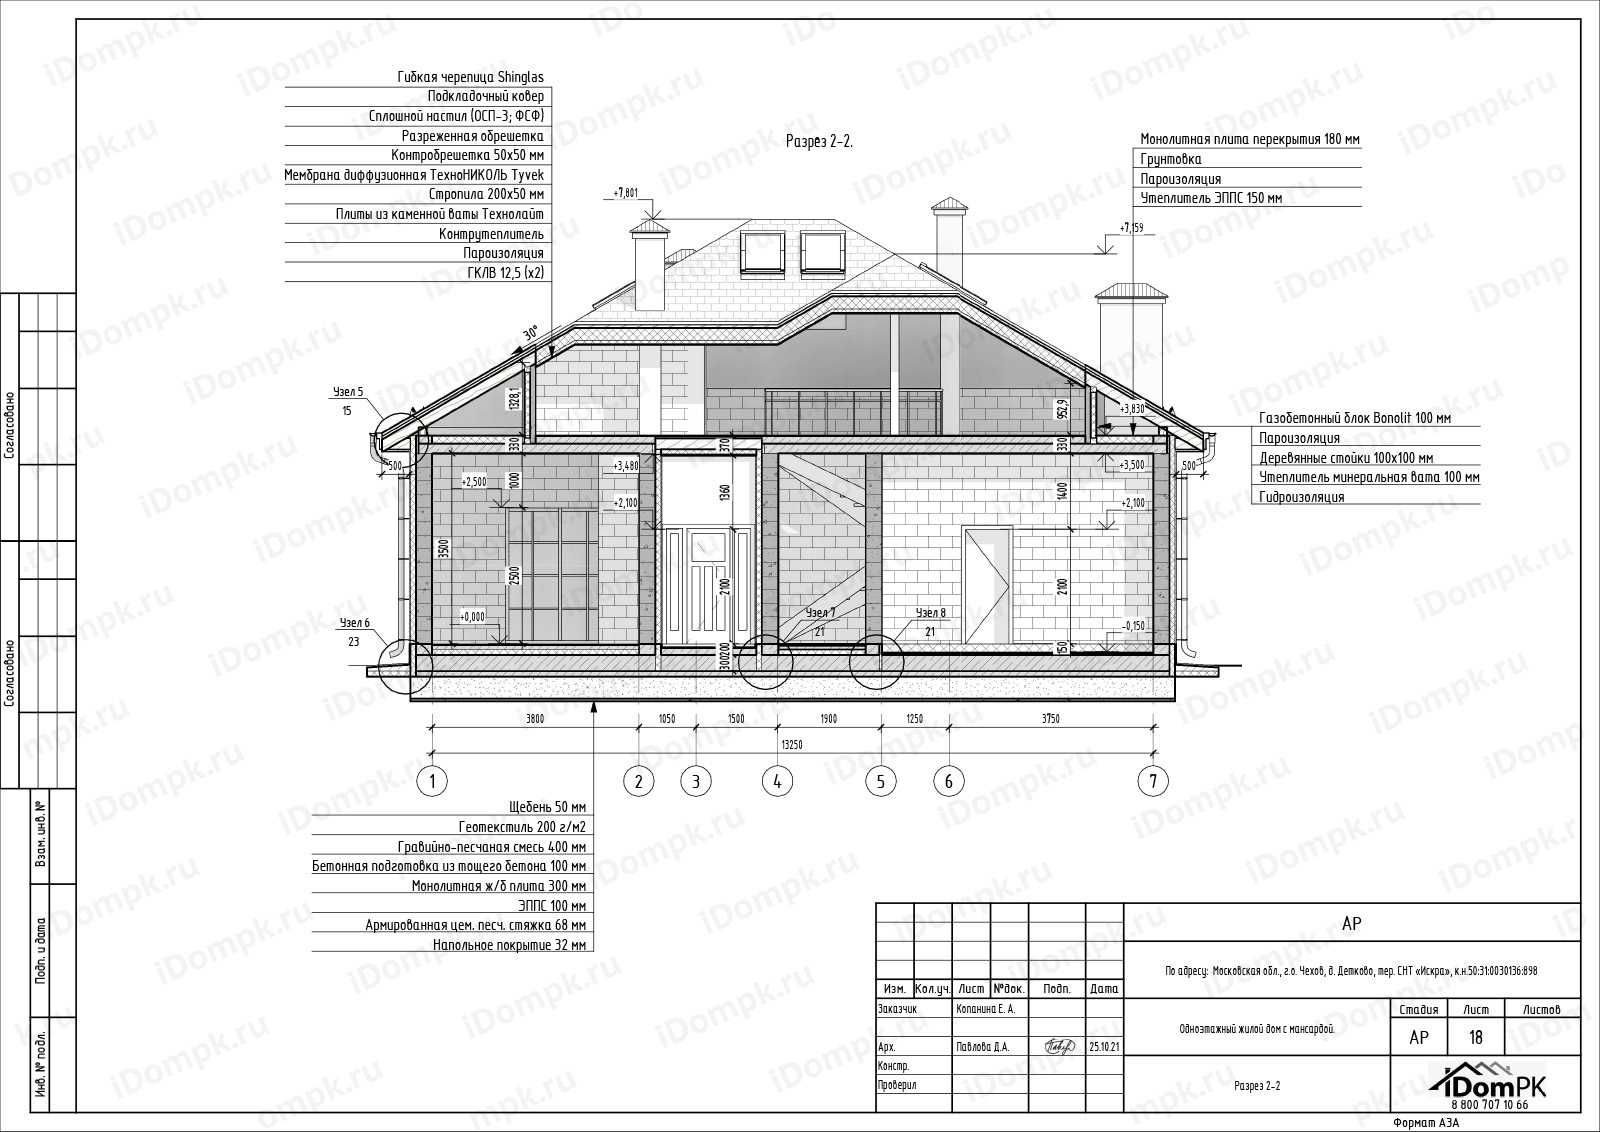 Гибкая черепица Shinglas
Подкладочный ковер
Сплошной настил (ОСП-3; ФСФ)
Разреженная обрешетка
Контробрешетка 50х50 мм
Мембрана диффузионная ТехноНИКОЛЬ Tyvek
Стропила 200х50 мм
Плиты из каменной ваты Технолайт
Контрутеплитель
Пароизоляция
ГКЛВ 12,5 (х2)
Разрез 2-2.
Монолитная плита перекрытия 180 мм
Грунтовка
Пароизоляция
Утеплитель ЭППС 150 мм
+7,801
+7,159
30°
Узел 5
15
1328,1
952,9
+3,830
Газобетонный блок Bonolit 100 мм
Пароизоляция
Деревянные стойки 100х100 мм
Утеплитель минеральная вата 100 мм
Гидроизоляция
330
370
330
500
500
+2,500
1000
+3,480
+2,100
1360
1400
+3,500
+2,100
3500
2500
2100
2100
+0,000
-0,150
Узел 6
23
Узел 7
21
Узел 8
21
300
200
150
3800
1050
1500
1900
1250
3750
13250
1
2
3
4
5
6
7
Щебень 50 мм
Геотекстиль 200 г/м2
Гравийно-песчаная смесь 400 мм
Бетонная подготовка из тощего бетона 100 мм
Монолитная ж/б плита 300 мм
ЭППС 100 мм
Армированная цем. песч. стяжка 68 мм
Напольное покрытие 32 мм
Согласовано
Согласовано
Взам. инв. №
Подп. и дата
Инв. № подл.
АР
По адресу: Московская обл., г.о. Чехов, д. Детково, тер. СНТ «Искра», к.н.50:31:0030136:898
Изм. Кол.уч. Лист №док. Подп. Дата
Заказчик Копанина Е. А.
Одноэтажный жилой дом с мансардой.
Стадия Лист Листов
АР 18
Арх. Павлова Д.А. 25.10.21
Констр.
Проверил
Разрез 2-2
iDomPK
8 800 707 10 66
Формат А3А
iDompk.ru